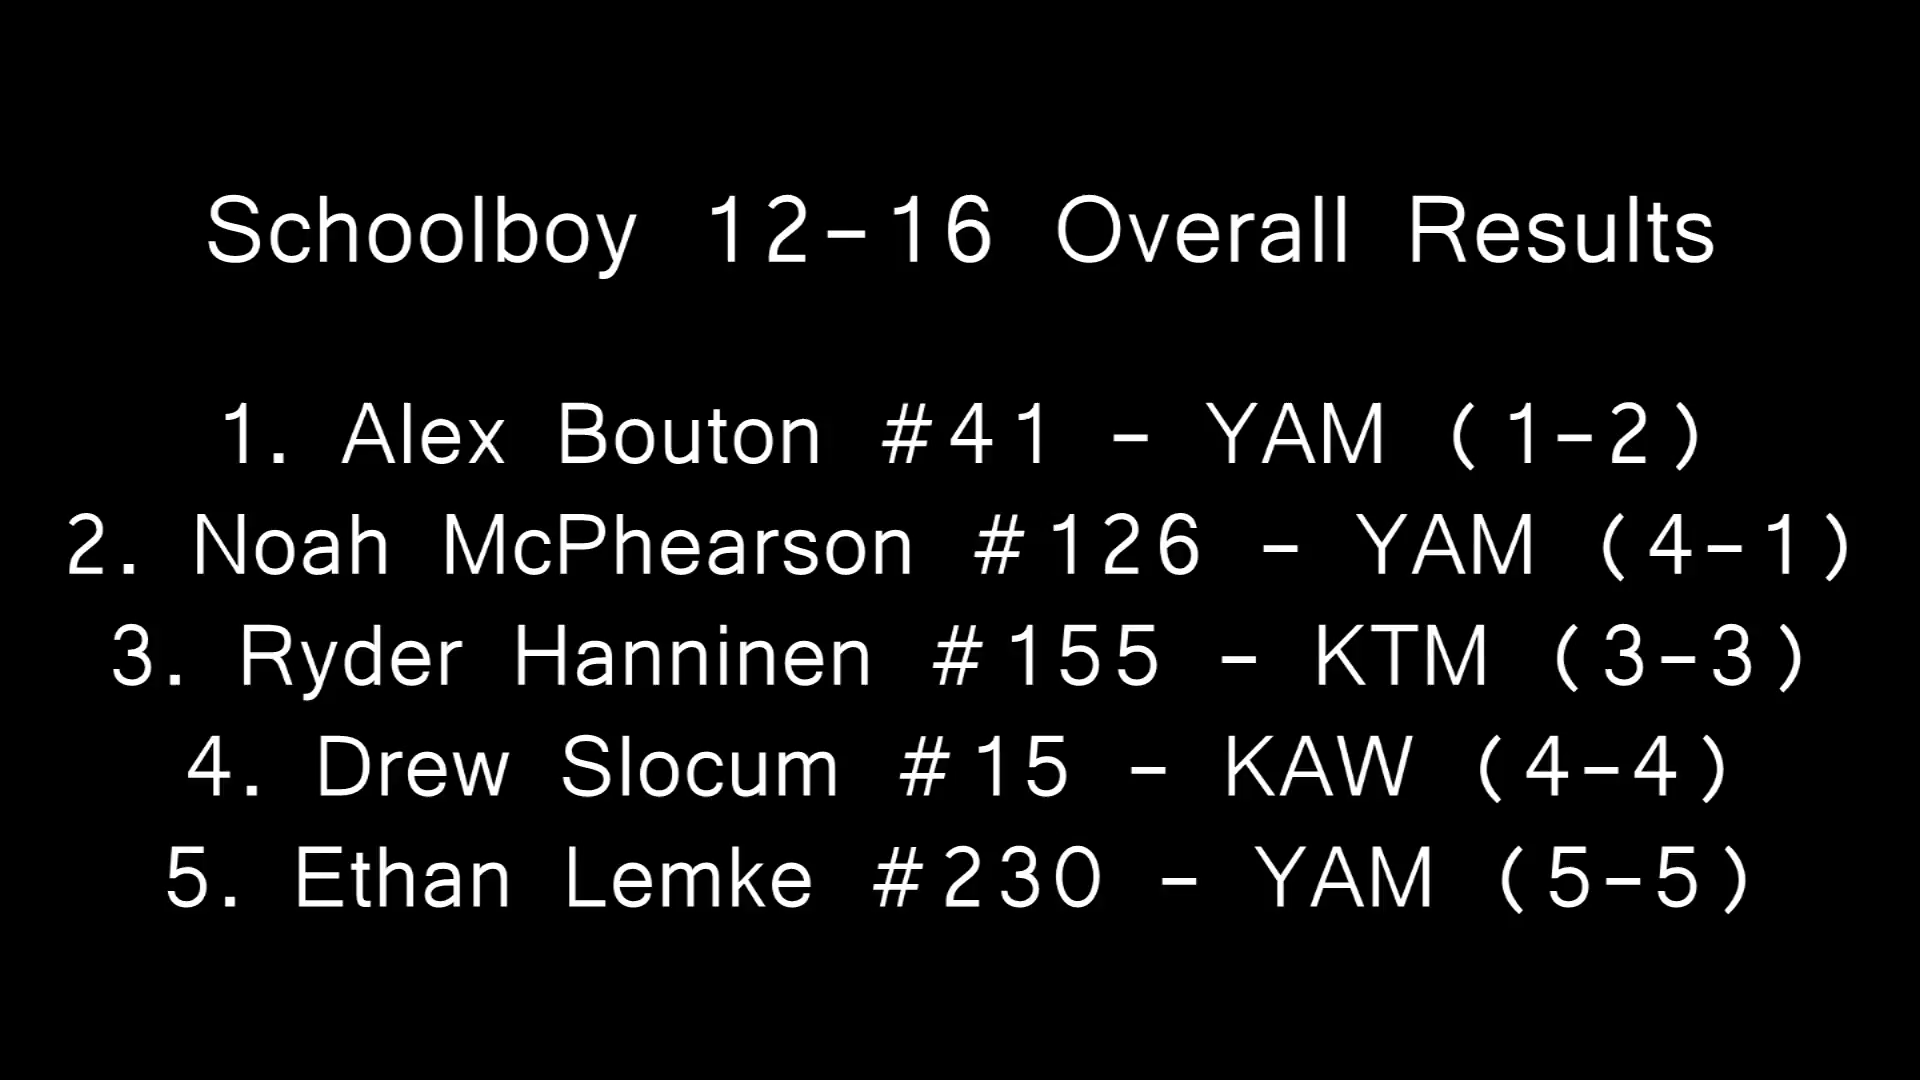 Schoolboy 12-16 Overall Results
1. Alex Bouton #41 - YAM (1-2)
2. Noah McPhearson #126 - YAM (4-1)
3. Ryder Hanninen #155 - KTM (3-3)
4. Drew Slocum #15 - KAW (4-4)
5. Ethan Lemke #230 - YAM (5-5)